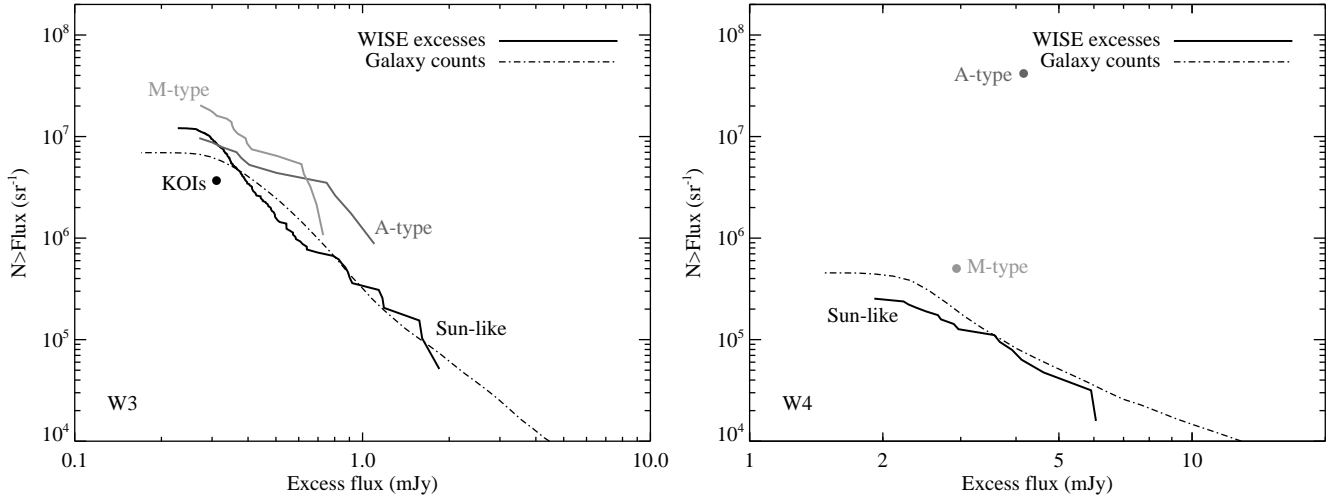 10⁸
10⁷
10⁶
10⁵
10⁴
N>Flux (sr⁻¹)
WISE excesses
Galaxy counts
M-type
KOIs
A-type
Sun-like
W3
0.1
1.0
10.0
Excess flux (mJy)
10⁸
10⁷
10⁶
10⁵
10⁴
N>Flux (sr⁻¹)
WISE excesses
Galaxy counts
A-type
M-type
Sun-like
W4
1
2
5
10
Excess flux (mJy)